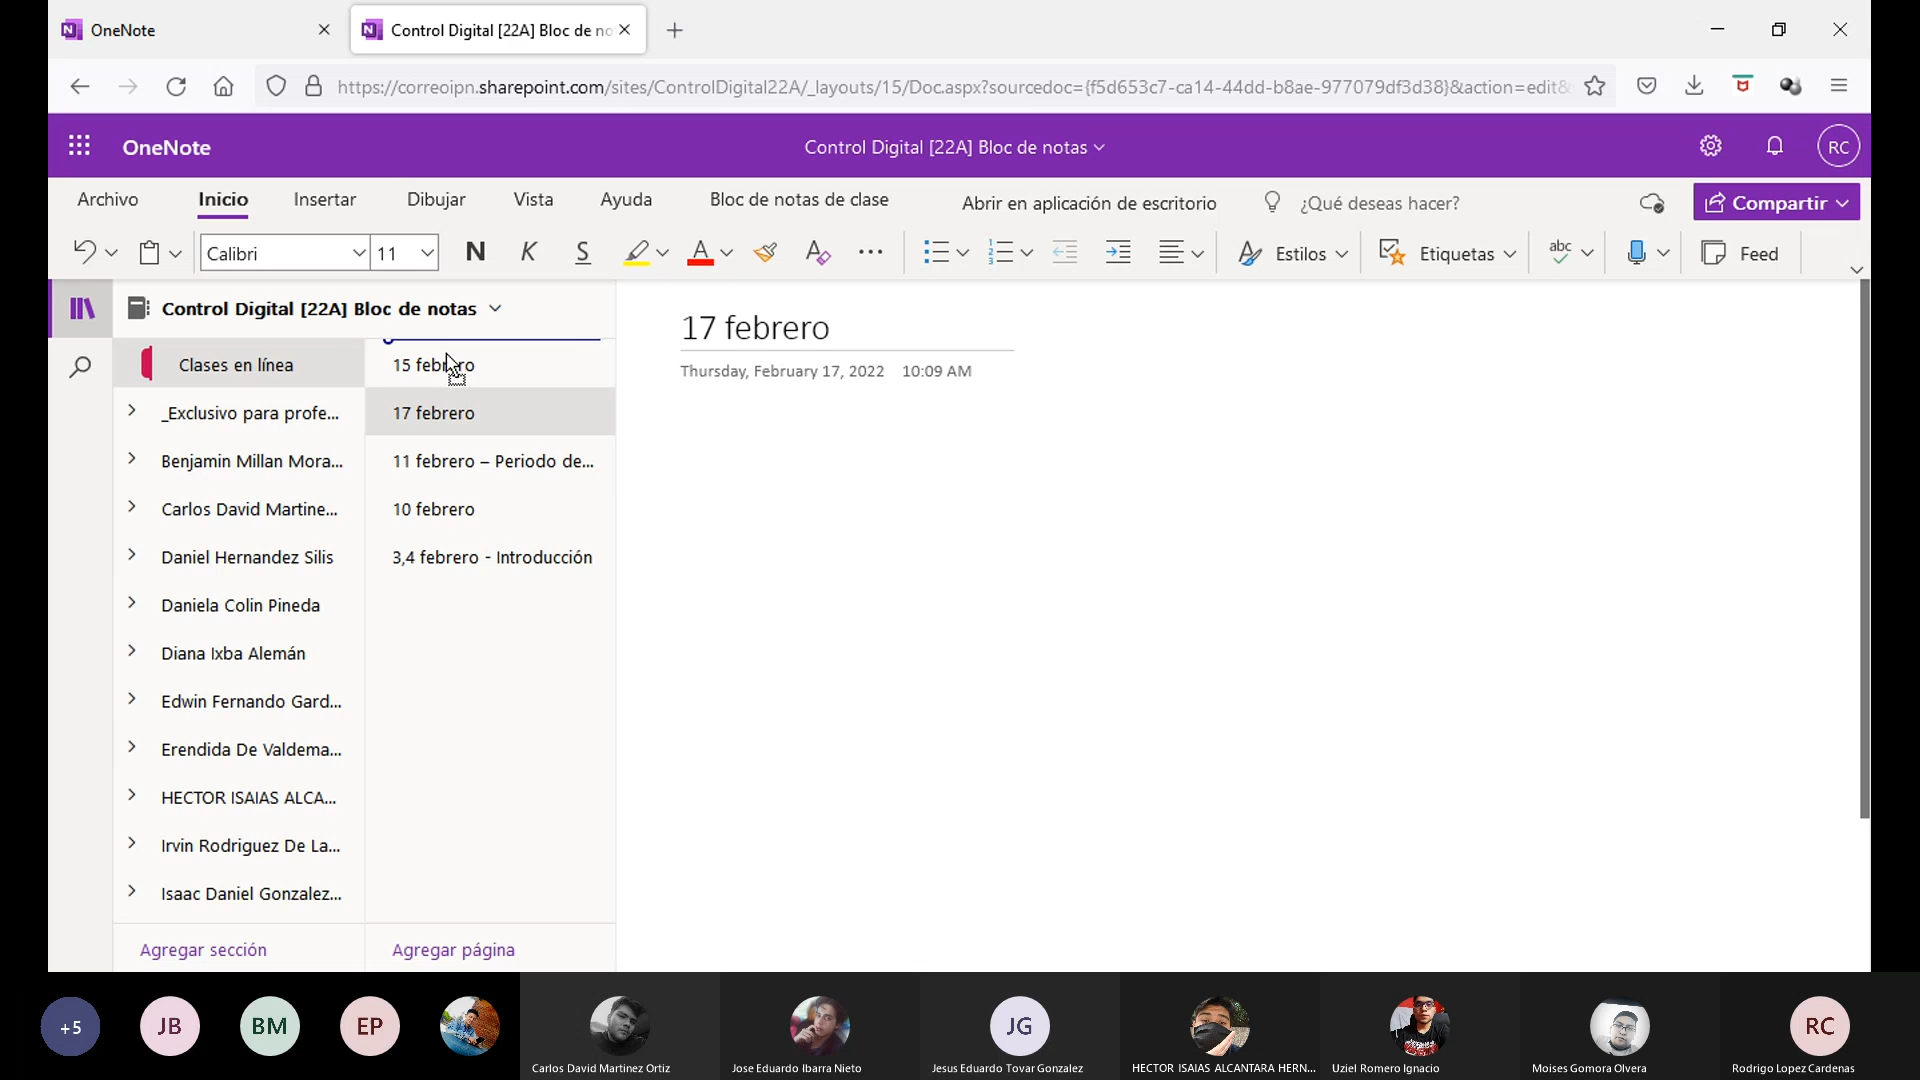 OneNote
Control Digital [22A] Bloc de no
https://correoipn.sharepoint.com/sites/ControlDigital22A/_layouts/15/Doc.aspx?sourcedoc={f5d653c7-ca14-44dd-b8ae-977079df3d38}&action=edit&
OneNote
Control Digital [22A] Bloc de notas
RC
Archivo
Inicio
Insertar
Dibujar
Vista
Ayuda
Bloc de notas de clase
Abrir en aplicación de escritorio
¿Qué deseas hacer?
Compartir
Calibri
11
N
K
S
A
A
1
2
3
Estilos
Etiquetas
abc
Feed
Control Digital [22A] Bloc de notas
Clases en línea
_Exclusivo para profe...
Benjamin Millan Mora...
Carlos David Martine...
Daniel Hernandez Silis
Daniela Colin Pineda
Diana Ixba Alemán
Edwin Fernando Gard...
Erendida De Valdema...
HECTOR ISAIAS ALCA...
Irvin Rodriguez De La...
Isaac Daniel Gonzalez...
Agregar sección
15 febrero
17 febrero
11 febrero – Periodo de...
10 febrero
3,4 febrero - Introducción
Agregar página
17 febrero
Thursday, February 17, 2022 10:09 AM
+5
JB
BM
EP
Carlos David Martinez Ortiz
Jose Eduardo Ibarra Nieto
JG
Jesus Eduardo Tovar Gonzalez
HECTOR ISAIAS ALCANTARA HERN...
Uziel Romero Ignacio
Moises Gomora Olvera
RC
Rodrigo Lopez Cardenas